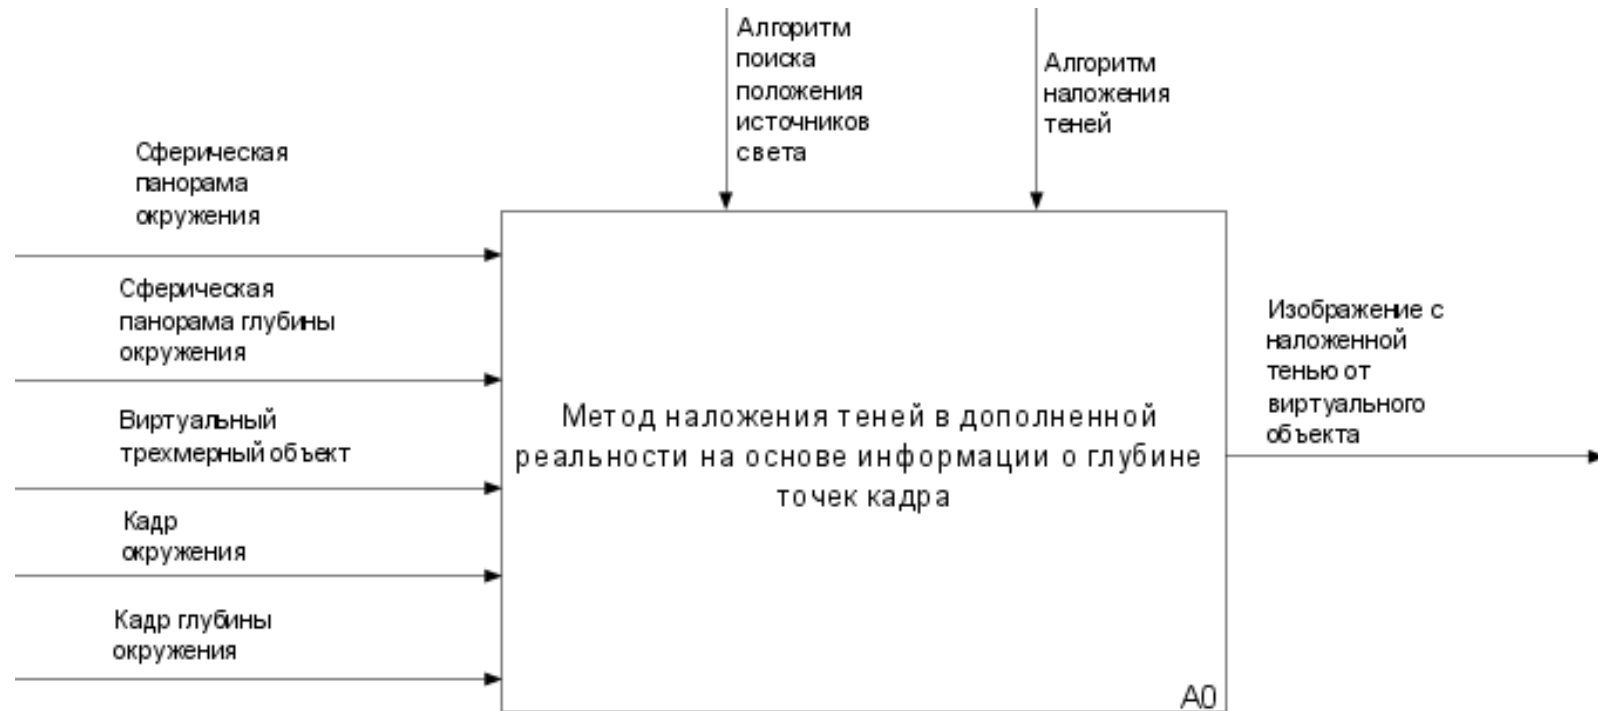 Алгоритм
поиска
положения
источников
света
Алгоритм
наложения
теней
Сферическая
панорама
окружения
Сферическая
панорама глубины
окружения
Виртуальный
трехмерный объект
Кадр
окружения
Кадр глубины
окружения
Метод наложения теней в дополненной
реальности на основе информации о глубине
точек кадра
A0
Изображение с
наложенной
тенью от
виртуального
объекта